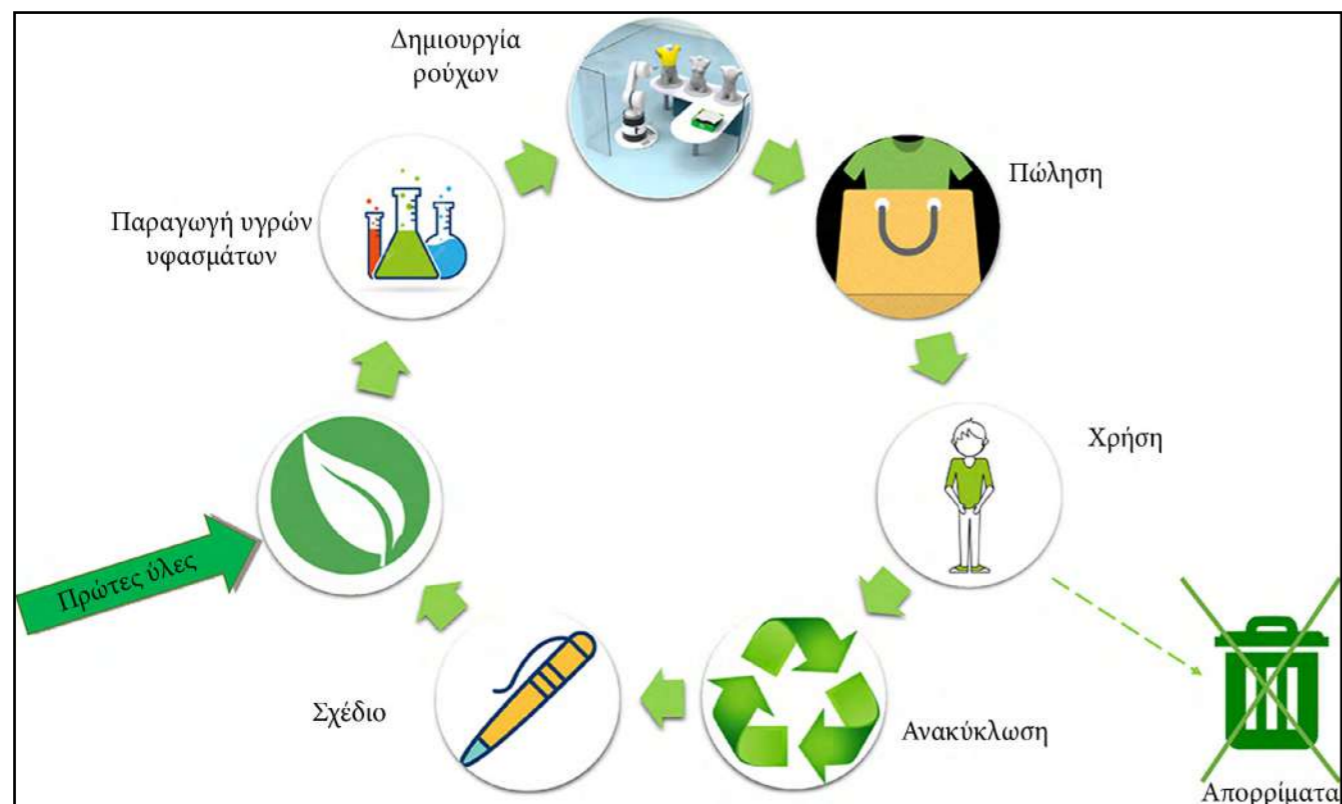 Δημιουργία
ρούχων
Πώληση
Παραγωγή υγρών
υφασμάτων
Χρήση
Πρώτες ύλες
Σχέδιο
Ανακύκλωση
Απορρίματα